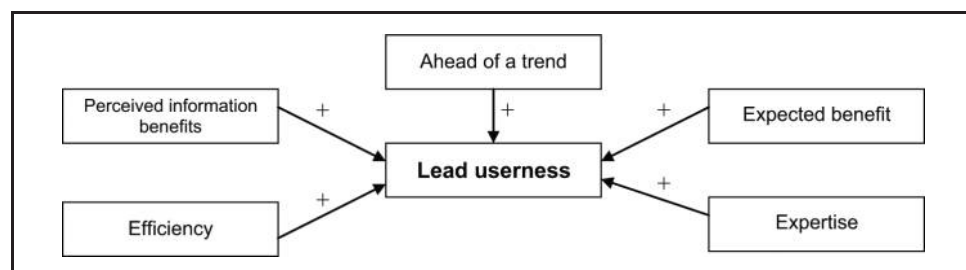 Ahead of a trend
Perceived information
benefits
+
+
+
Expected benefit
Lead userness
+
+
Efficiency
Expertise